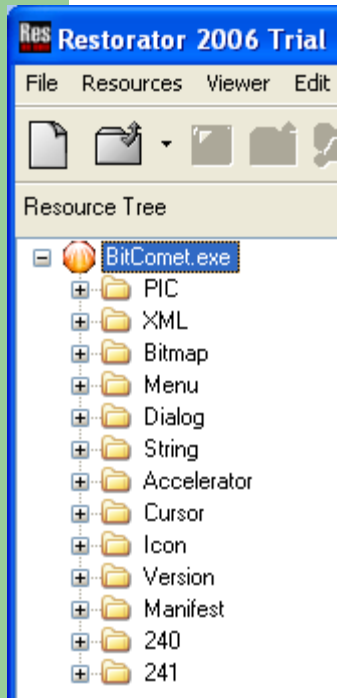 Res Restorator 2006 Trial
File Resources Viewer Edit
Resource Tree
BitComet.exe
PIC
XML
Bitmap
Menu
Dialog
String
Accelerator
Cursor
Icon
Version
Manifest
240
241